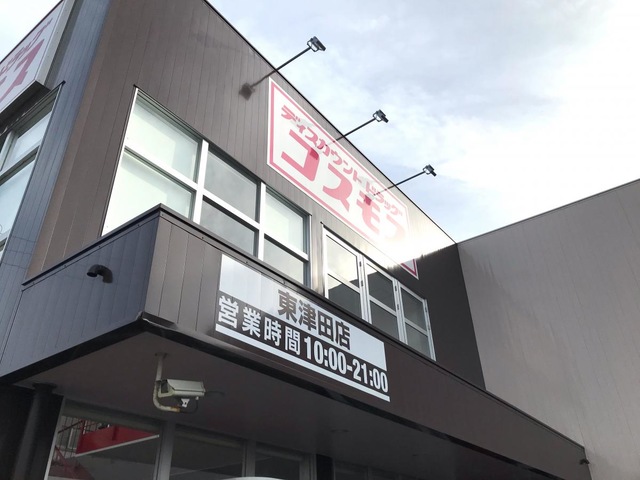 ディスカウントドラッグ
コスモス
東津田店
営業時間10:00-21:00